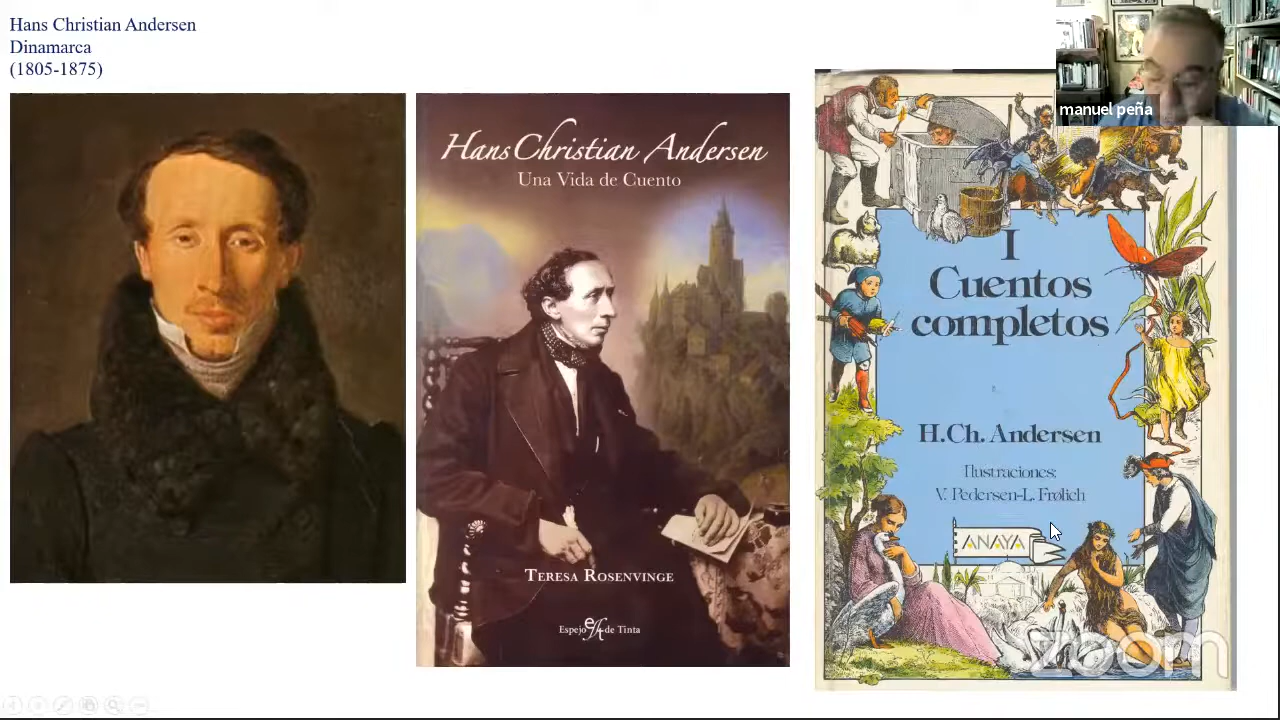 Hans Christian Andersen
Dinamarca
(1805-1875)
Hans Christian Andersen
Una Vida de Cuento
TERESA ROSENVINGE
Espejo de Tinta
I
Cuentos
completos
H.Ch. Andersen
Ilustraciones:
V. Pedersen-L. Frølich
ANAYA
manuel peña
zoom